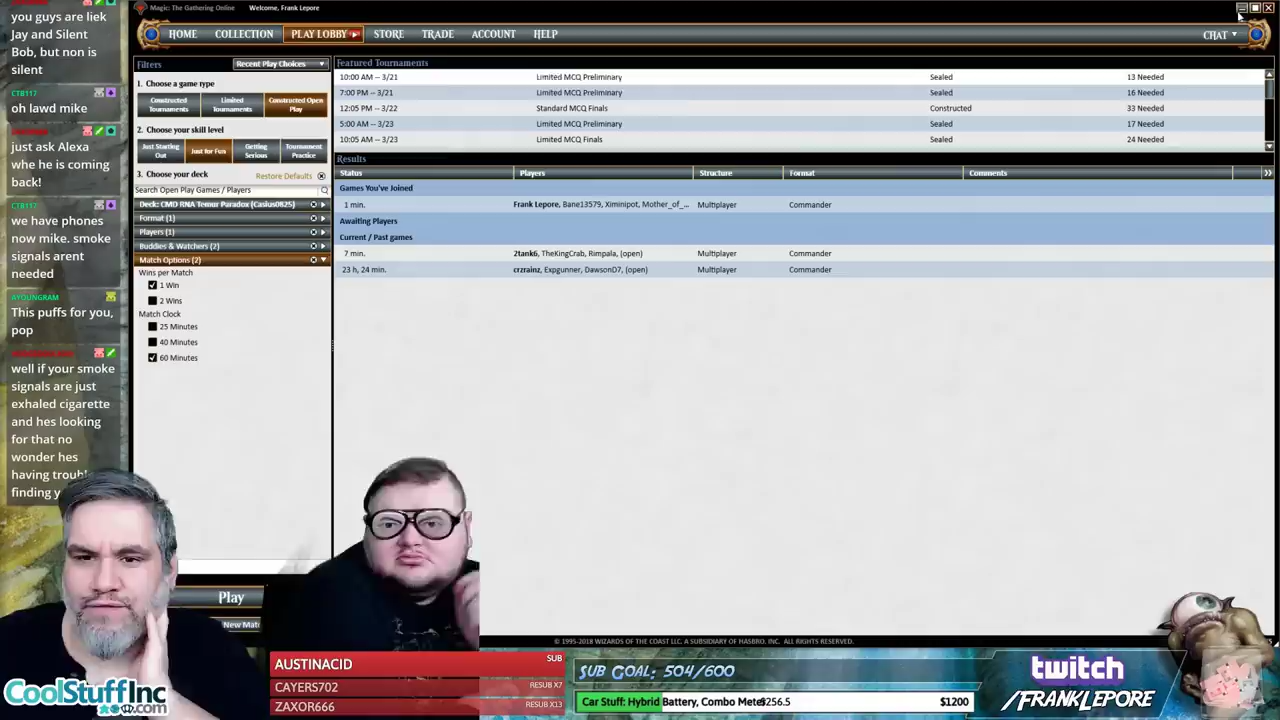 you guys are liek
Jay and Silent
Bob, but non is
silent
CTB117
oh lawd mike
just ask Alexa
whe he is coming
back!
CTB117
we have phones
now mike. smoke
signals arent
needed
AYOUNGRAM
This puffs for you,
pop
well if your smoke
signals are just
exhaled cigarette
and hes looking
for that no
wonder hes
having troubl
finding y
Magic: The Gathering Online Welcome, Frank Lepore
HOME COLLECTION PLAY LOBBY STORE TRADE ACCOUNT HELP CHAT
Filters Recent Play Choices
1. Choose a game type
Constructed Tournaments Limited Tournaments Constructed Open Play
2. Choose your skill level
Just Starting Out Just for Fun Getting Serious Tournament Practice
3. Choose your deck Restore Defaults
Search Open Play Games / Players
Deck: CMD RNA Temur Paradox (Casius0825)
Format (1)
Players (1)
Buddies & Watchers (2)
Match Options (2)
Wins per Match
1 Win
2 Wins
Match Clock
25 Minutes
40 Minutes
60 Minutes
Play
New Mat
Featured Tournaments
10:00 AM -- 3/21 Limited MCQ Preliminary Sealed 13 Needed
7:00 PM -- 3/21 Limited MCQ Preliminary Sealed 16 Needed
12:05 PM -- 3/22 Standard MCQ Finals Constructed 33 Needed
5:00 AM -- 3/23 Limited MCQ Preliminary Sealed 17 Needed
10:05 AM -- 3/23 Limited MCQ Finals Sealed 24 Needed
Results
Status Players Structure Format Comments
Games You've Joined
1 min. Frank Lepore, Bane13579, Ximinipot, Mother_of_... Multiplayer Commander
Awaiting Players
Current / Past games
7 min. 2tank6, TheKingCrab, Rimpala, (open) Multiplayer Commander
23 h, 24 min. crzrainz, Expgunner, DawsonD7, (open) Multiplayer Commander
© 1995-2018 WIZARDS OF THE COAST LLC, A SUBSIDIARY OF HASBRO, INC. ALL RIGHTS RESERVED.
CoolStuffInc
.com
AUSTINACID SUB
CAYERS702 RESUB X7
ZAXOR666 RESUB X13
SUB GOAL: 504/600
Car Stuff: Hybrid Battery, Combo Mete $256.5 $1200
twitch
/FRANKLEPORE